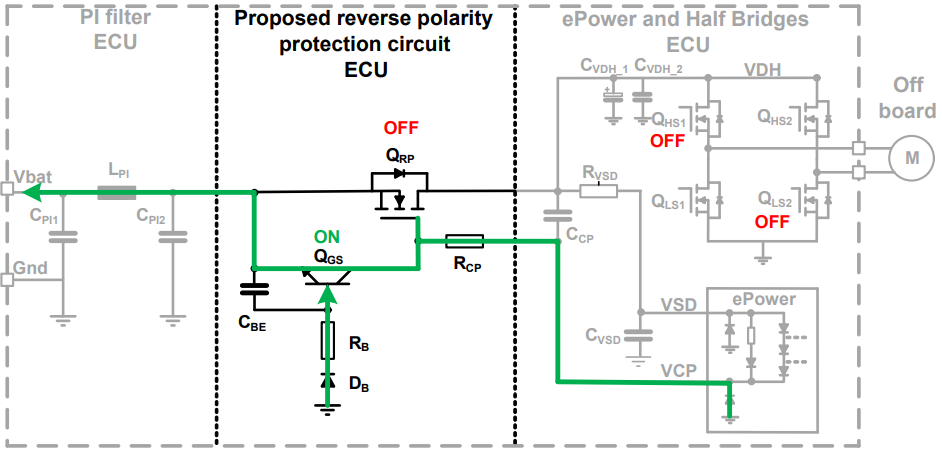 PI filter
ECU
Proposed reverse polarity
protection circuit
ECU
ePower and Half Bridges
ECU
Off
board
CVDH_1
CVDH_2
VDH
QHS1
OFF
QHS2
M
OFF
QRP
RVSD
Vbat
LPI
CPI1
CPI2
QLS1
QLS2
OFF
CCP
ON
QGS
RCP
Gnd
CBE
VSD
ePower
RB
CVSD
DB
VCP